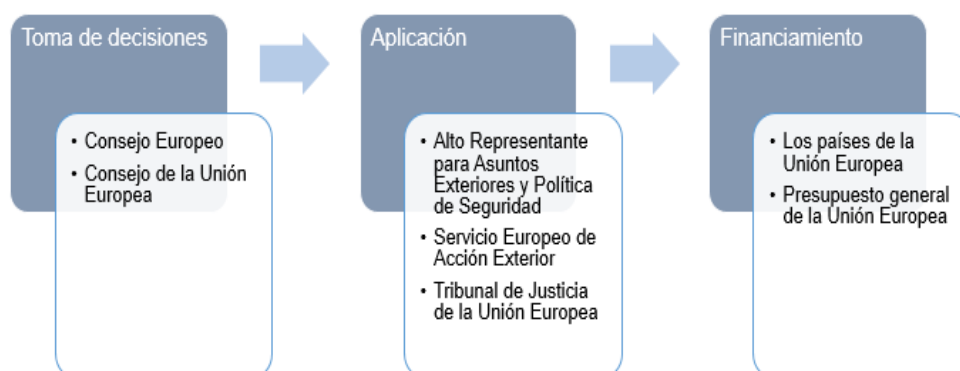 Toma de decisiones
• Consejo Europeo
• Consejo de la Unión
Europea
Aplicación
• Alto Representante
para Asuntos
Exteriores y Política
de Seguridad
• Servicio Europeo de
Acción Exterior
• Tribunal de Justicia
de la Unión Europea
Financiamiento
• Los países de la
Unión Europea
• Presupuesto general
de la Unión Europea